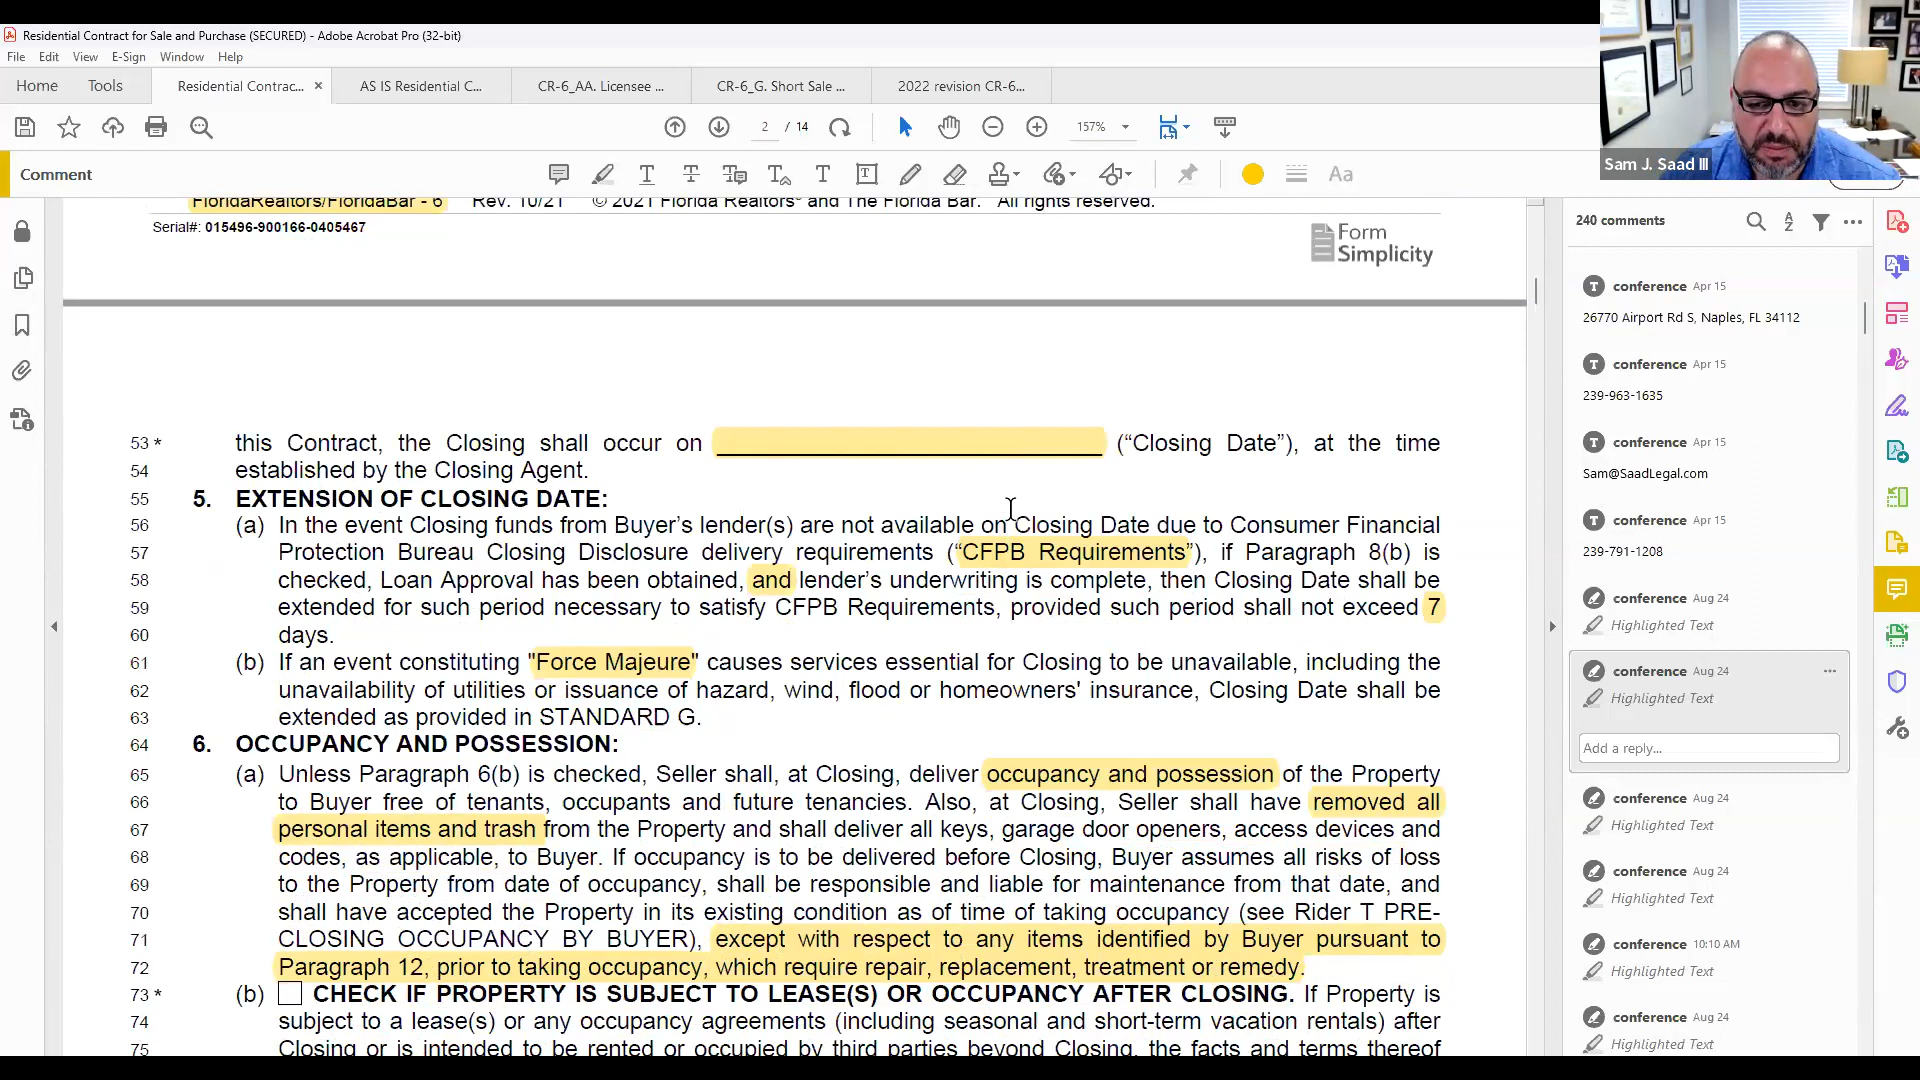 Residential Contract for Sale and Purchase (SECURED) - Adobe Acrobat Pro (32-bit)
File Edit View E-Sign Window Help
Home Tools Residential Contrac... × AS IS Residential C... CR-6_AA. Licensee ... CR-6_G. Short Sale ... 2022 revision CR-6...
2 / 14 157%
Comment
Aa
Sam J. Saad III
FloridaRealtors/FloridaBar - 6 Rev. 10/21 © 2021 Florida Realtors® and The Florida Bar. All rights reserved.
Serial#: 015496-900166-0405467
Form
Simplicity
53 * this Contract, the Closing shall occur on ____________________ (“Closing Date”), at the time
54 established by the Closing Agent.
55 5. EXTENSION OF CLOSING DATE:
56 (a) In the event Closing funds from Buyer’s lender(s) are not available on Closing Date due to Consumer Financial
57 Protection Bureau Closing Disclosure delivery requirements (“CFPB Requirements”), if Paragraph 8(b) is
58 checked, Loan Approval has been obtained, and lender’s underwriting is complete, then Closing Date shall be
59 extended for such period necessary to satisfy CFPB Requirements, provided such period shall not exceed 7
60 days.
61 (b) If an event constituting "Force Majeure" causes services essential for Closing to be unavailable, including the
62 unavailability of utilities or issuance of hazard, wind, flood or homeowners' insurance, Closing Date shall be
63 extended as provided in STANDARD G.
64 6. OCCUPANCY AND POSSESSION:
65 (a) Unless Paragraph 6(b) is checked, Seller shall, at Closing, deliver occupancy and possession of the Property
66 to Buyer free of tenants, occupants and future tenancies. Also, at Closing, Seller shall have removed all
67 personal items and trash from the Property and shall deliver all keys, garage door openers, access devices and
68 codes, as applicable, to Buyer. If occupancy is to be delivered before Closing, Buyer assumes all risks of loss
69 to the Property from date of occupancy, shall be responsible and liable for maintenance from that date, and
70 shall have accepted the Property in its existing condition as of time of taking occupancy (see Rider T PRE-
71 CLOSING OCCUPANCY BY BUYER), except with respect to any items identified by Buyer pursuant to
72 Paragraph 12, prior to taking occupancy, which require repair, replacement, treatment or remedy.
73 * (b) CHECK IF PROPERTY IS SUBJECT TO LEASE(S) OR OCCUPANCY AFTER CLOSING. If Property is
74 subject to a lease(s) or any occupancy agreements (including seasonal and short-term vacation rentals) after
75 Closing or is intended to be rented or occupied by third parties beyond Closing, the facts and terms thereof
240 comments
conference Apr 15
26770 Airport Rd S, Naples, FL 34112
conference Apr 15
239-963-1635
conference Apr 15
Sam@SaadLegal.com
conference Apr 15
239-791-1208
conference Aug 24
Highlighted Text
conference Aug 24
Highlighted Text
Add a reply...
conference Aug 24
Highlighted Text
conference Aug 24
Highlighted Text
conference 10:10 AM
Highlighted Text
conference Aug 24
Highlighted Text